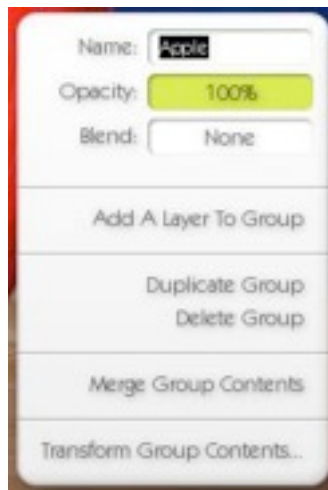 Name: Apple
Opacity: 100%
Blend: None
Add A Layer To Group
Duplicate Group
Delete Group
Merge Group Contents
Transform Group Contents...